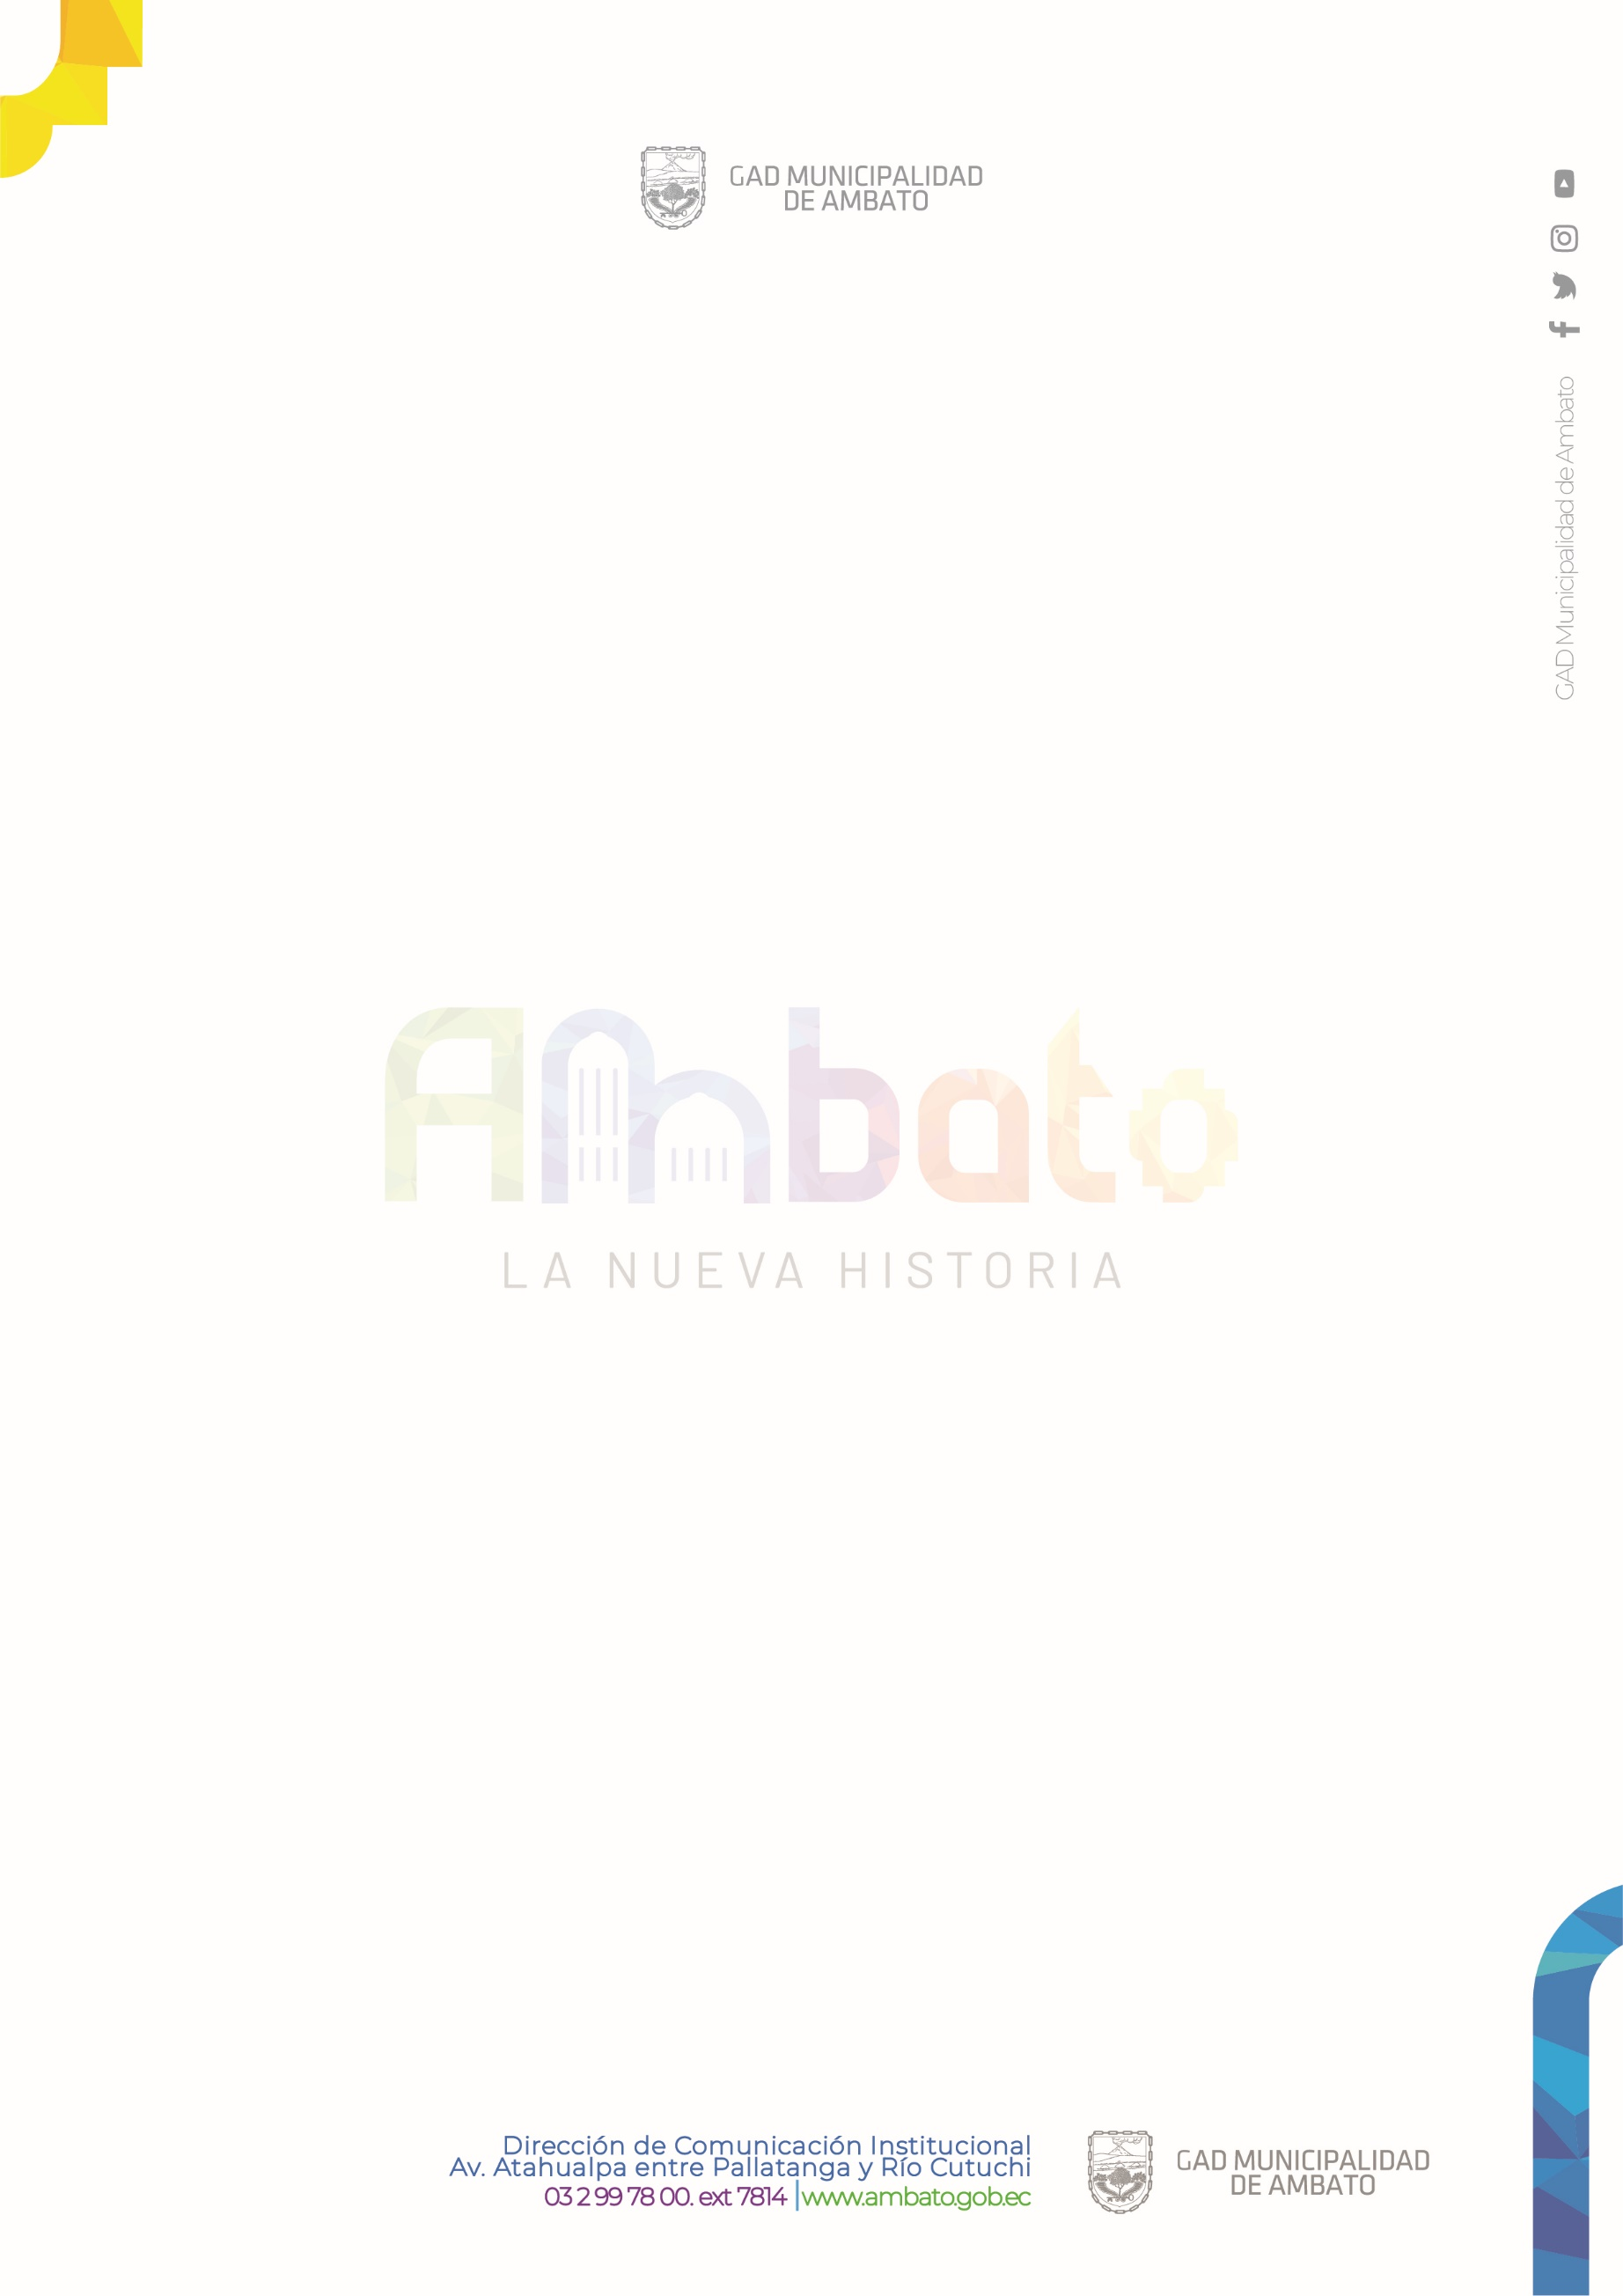 GAD MUNICIPALIDAD
DE AMBATO
GAD Municipalidad de Ambato
AMbato
LA NUEVA HISTORIA
Dirección de Comunicación Institucional
Av. Atahualpa entre Pallatanga y Río Cutuchi
03 2 99 78 00. ext 7814 |www.ambato.gob.ec
GAD MUNICIPALIDAD
DE AMBATO